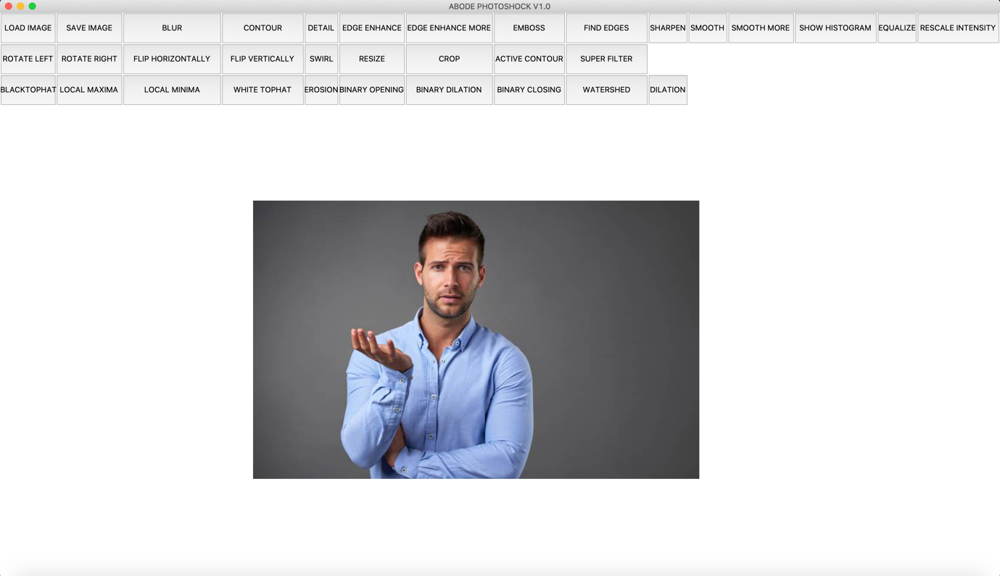 ABODE PHOTOSHOCK V1.0
LOAD IMAGE SAVE IMAGE BLUR CONTOUR DETAIL EDGE ENHANCE EDGE ENHANCE MORE EMBOSS FIND EDGES SHARPEN SMOOTH SMOOTH MORE SHOW HISTOGRAM EQUALIZE RESCALE INTENSITY
ROTATE LEFT ROTATE RIGHT FLIP HORIZONTALLY FLIP VERTICALLY SWIRL RESIZE CROP ACTIVE CONTOUR SUPER FILTER
BLACKTOPHAT LOCAL MAXIMA LOCAL MINIMA WHITE TOPHAT EROSION BINARY OPENING BINARY DILATION BINARY CLOSING WATERSHED DILATION